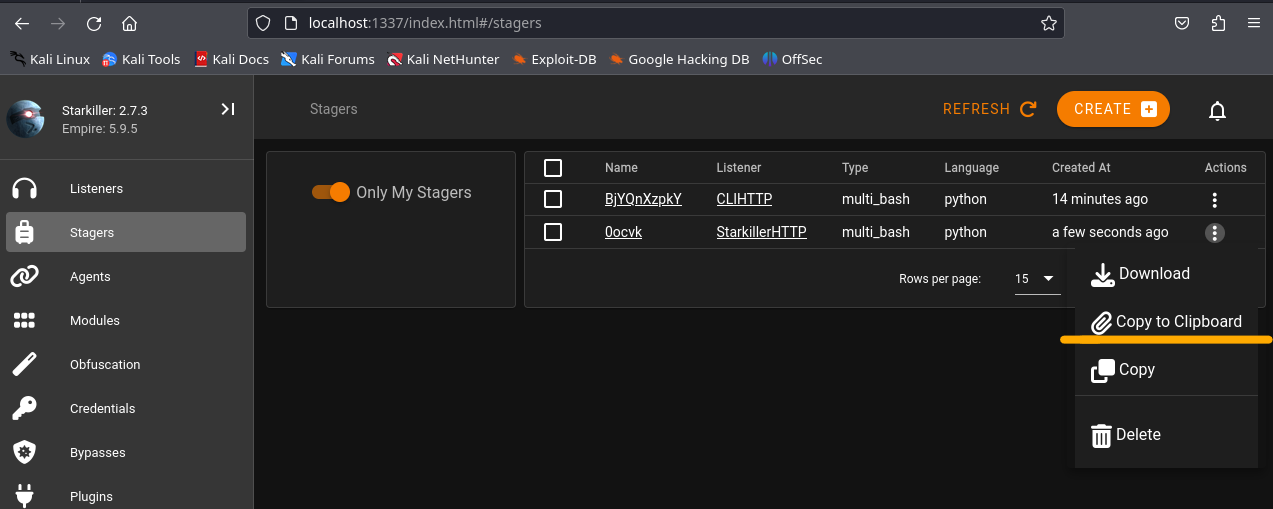 localhost:1337/index.html#/stagers
Kali Linux Kali Tools Kali Docs Kali Forums Kali NetHunter Exploit-DB Google Hacking DB OffSec
Starkiller: 2.7.3
Empire: 5.9.5
Listeners
Stagers
Agents
Modules
Obfuscation
Credentials
Bypasses
Plugins
Stagers REFRESH CREATE
Only My Stagers
Name Listener Type Language Created At Actions
BjYQnXzpkY CLIHTTP multi_bash python 14 minutes ago
0ocvk StarkillerHTTP multi_bash python a few seconds ago
Rows per page: 15
Download
Copy to Clipboard
Copy
Delete